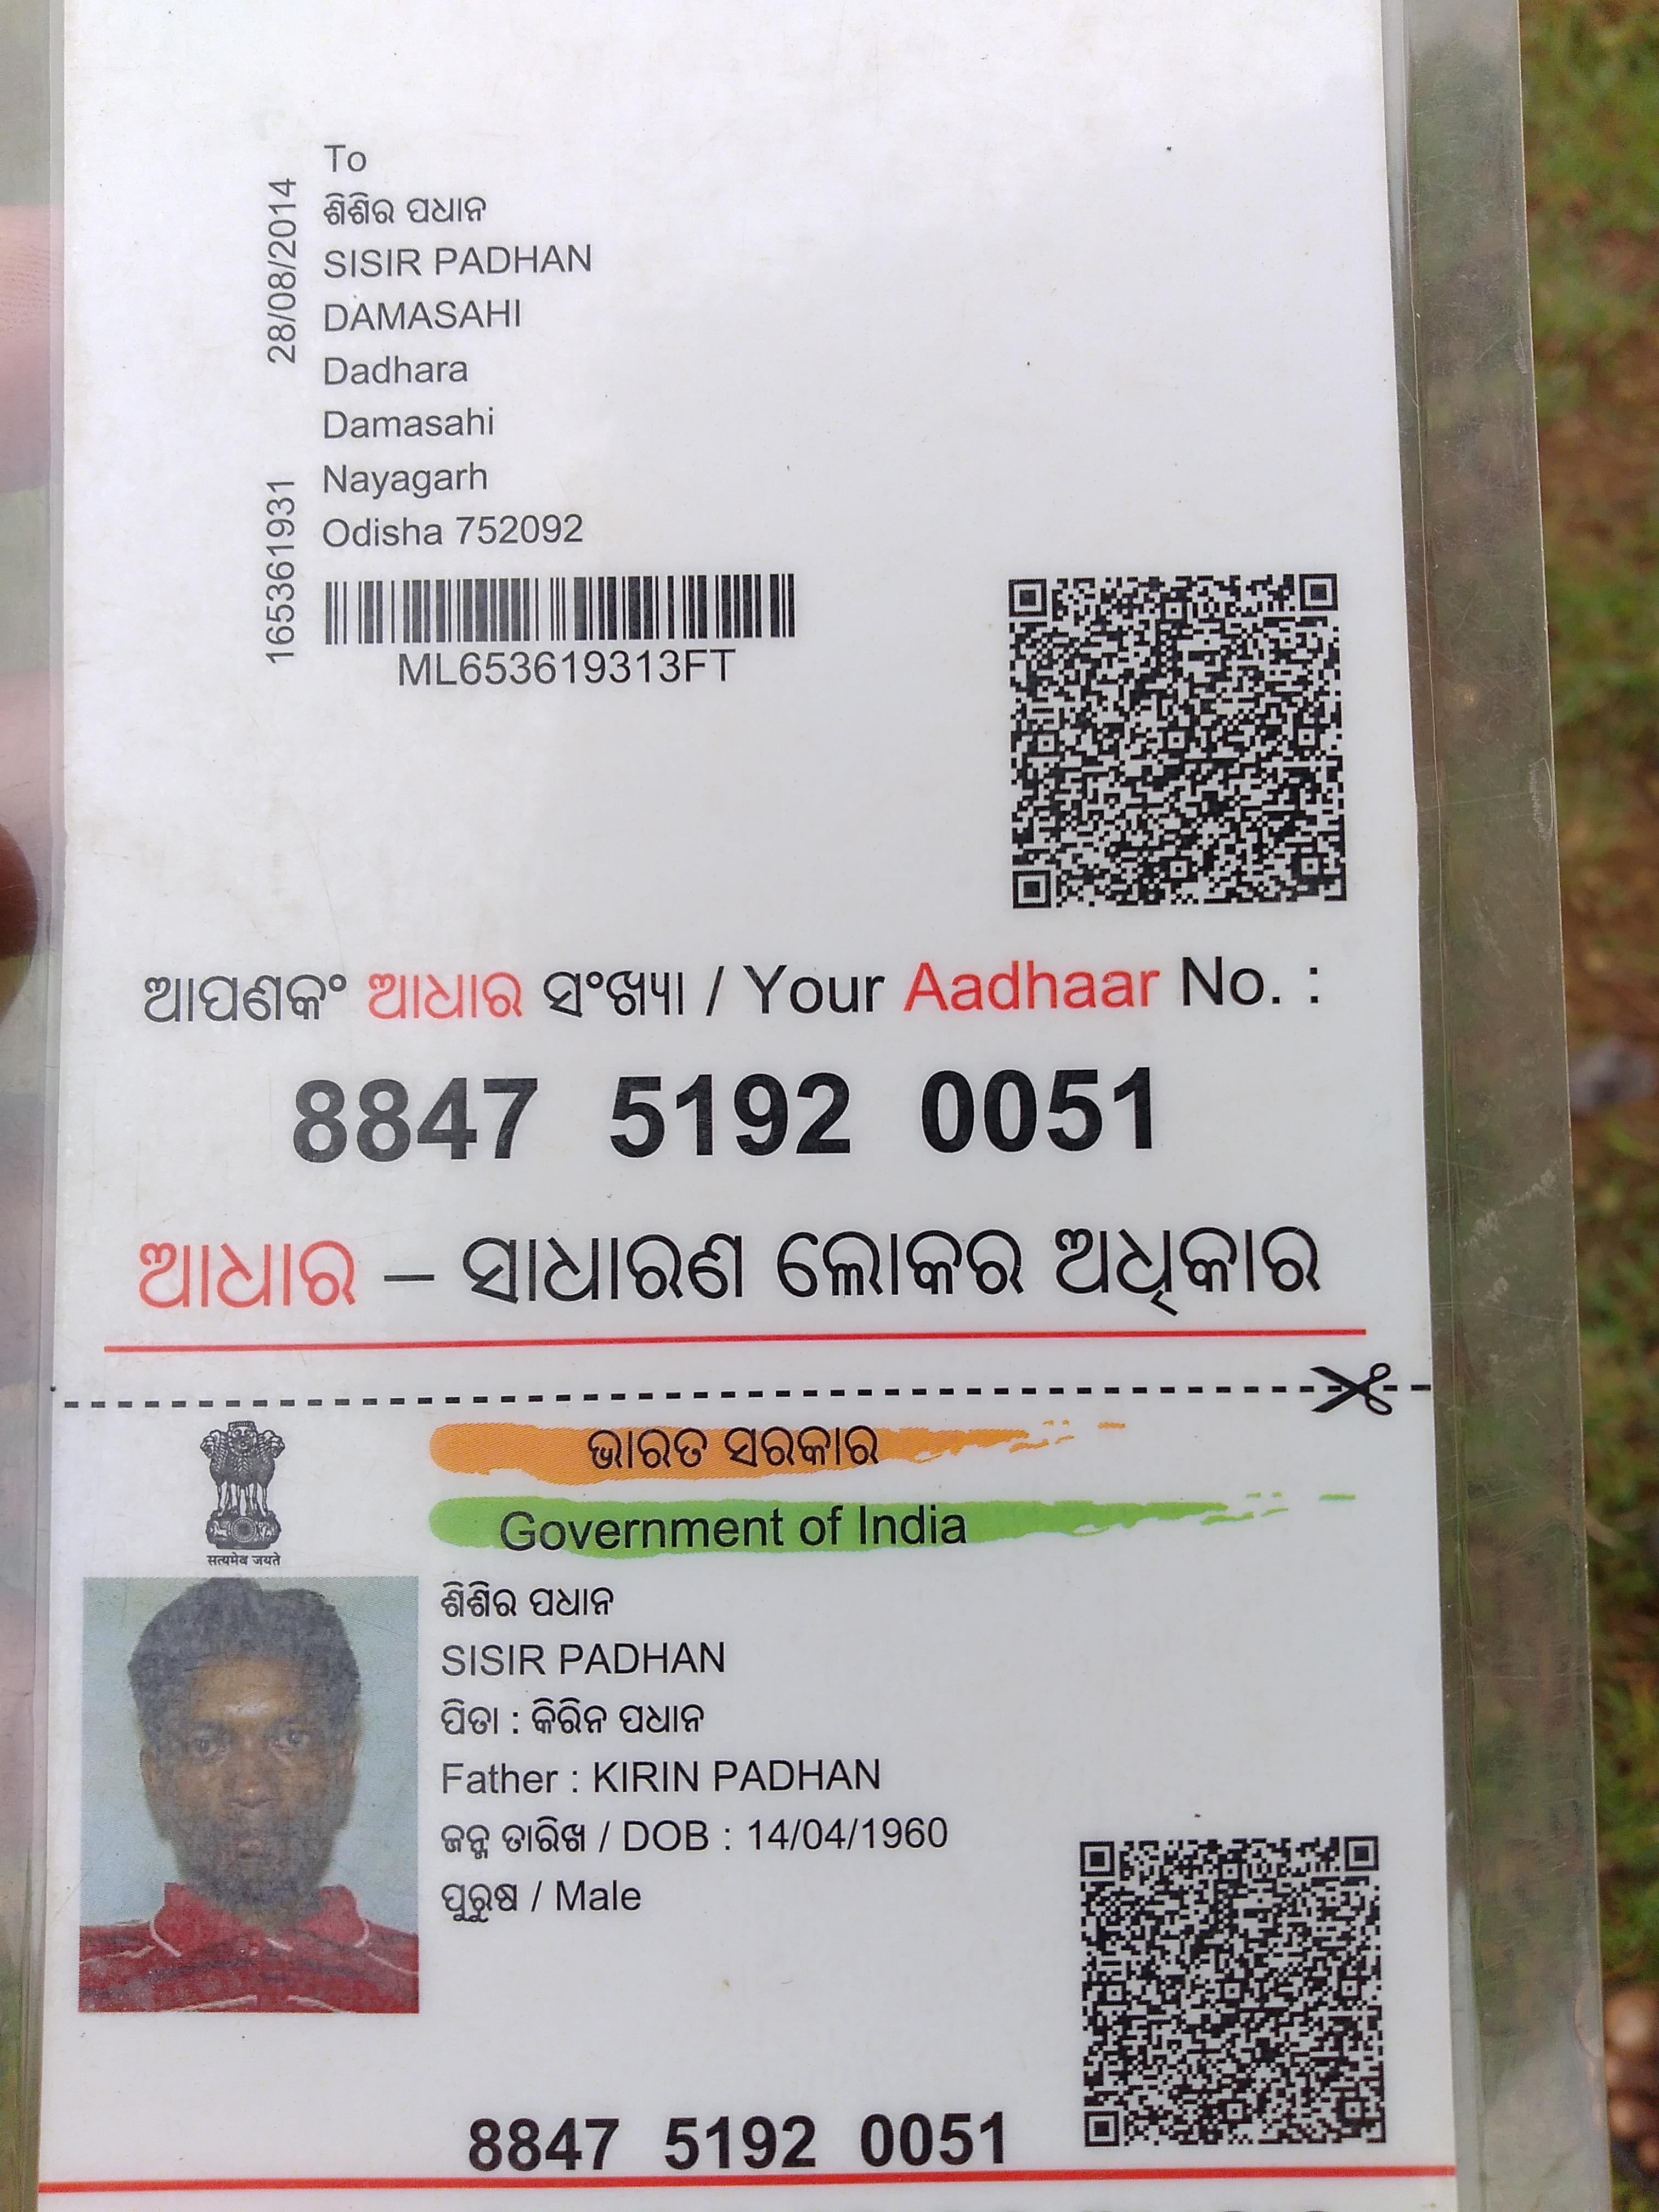 To
ଶିଶିର ପଧାନ
SISIR PADHAN
DAMASAHI
Dadhara
Damasahi
Nayagarh
Odisha 752092
28/08/2014
165361931
ML653619313FT
ଆପଣଙ୍କ ଆଧାର ସଂଖ୍ୟା / Your Aadhaar No. :
8847 5192 0051
ଆଧାର – ସାଧାରଣ ଲୋକର ଅଧିକାର
ଭାରତ ସରକାର
Government of India
सत्यमेव जयते
ଶିଶିର ପଧାନ
SISIR PADHAN
ପିତା : କିରିନ ପଧାନ
Father : KIRIN PADHAN
ଜନ୍ମ ତାରିଖ / DOB : 14/04/1960
ପୁରୁଷ / Male
8847 5192 0051